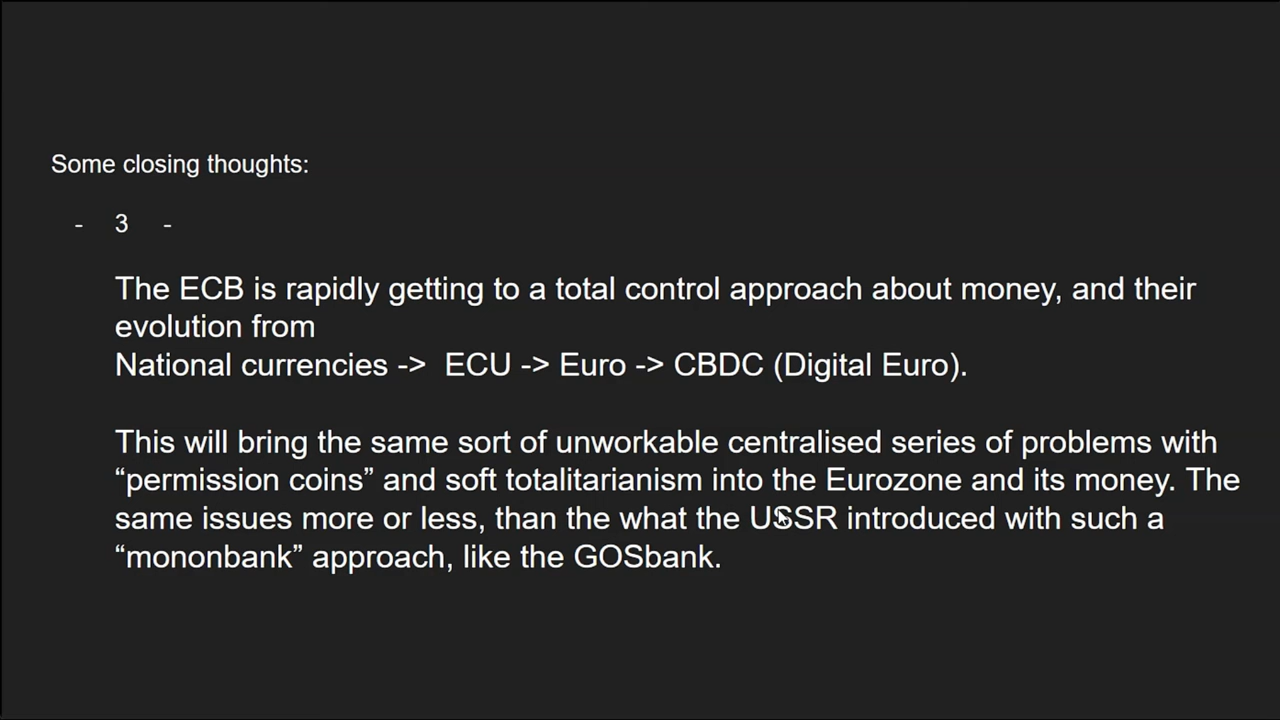 Some closing thoughts:
- 3 -
The ECB is rapidly getting to a total control approach about money, and their
evolution from
National currencies -> ECU -> Euro -> CBDC (Digital Euro).
This will bring the same sort of unworkable centralised series of problems with
“permission coins” and soft totalitarianism into the Eurozone and its money. The
same issues more or less, than the what the USSR introduced with such a
“mononbank” approach, like the GOSbank.